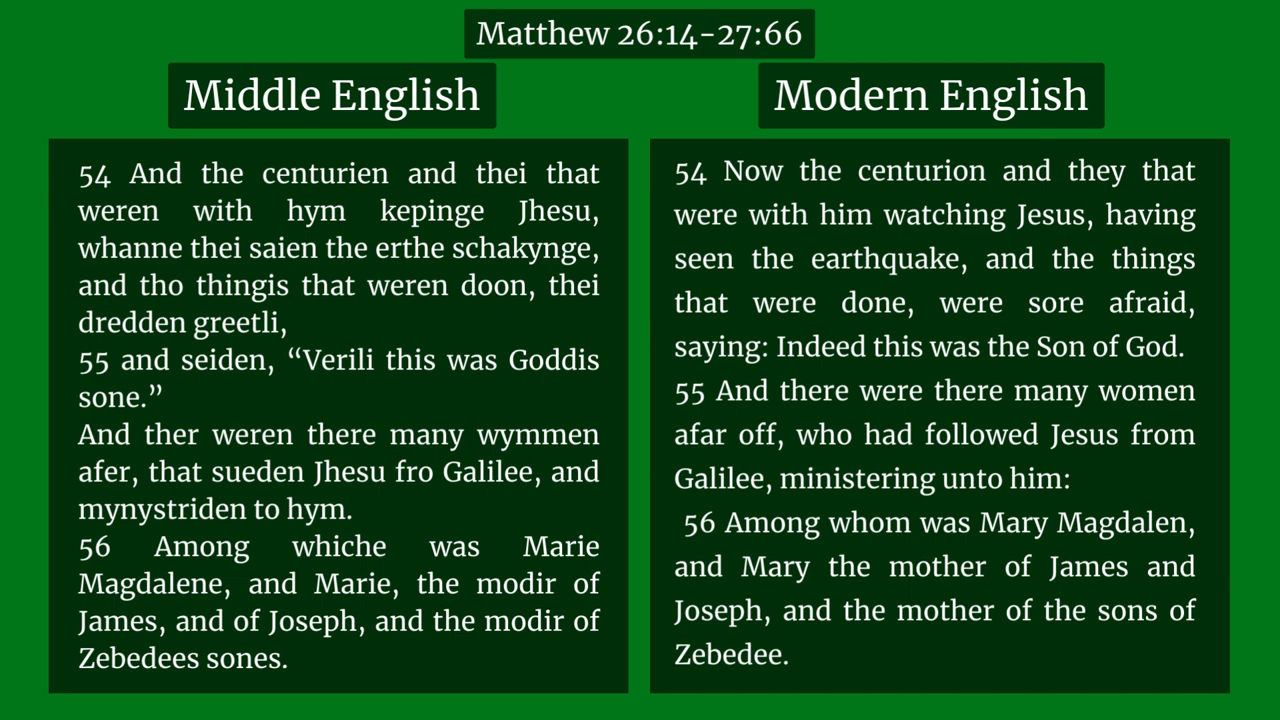 Matthew 26:14-27:66
Middle English
54 And the centurien and thei that
weren with hym kepinge Jhesu,
whanne thei saien the erthe schakynge,
and tho thingis that weren doon, thei
dredden greetli,
55 and seiden, “Verili this was Goddis
sone.”
And ther weren there many wymmen
afer, that sueden Jhesu fro Galilee, and
mynystriden to hym.
56 Among whiche was Marie
Magdalene, and Marie, the modir of
James, and of Joseph, and the modir of
Zebedees sones.
Modern English
54 Now the centurion and they that
were with him watching Jesus, having
seen the earthquake, and the things
that were done, were sore afraid,
saying: Indeed this was the Son of God.
55 And there were there many women
afar off, who had followed Jesus from
Galilee, ministering unto him:
56 Among whom was Mary Magdalen,
and Mary the mother of James and
Joseph, and the mother of the sons of
Zebedee.